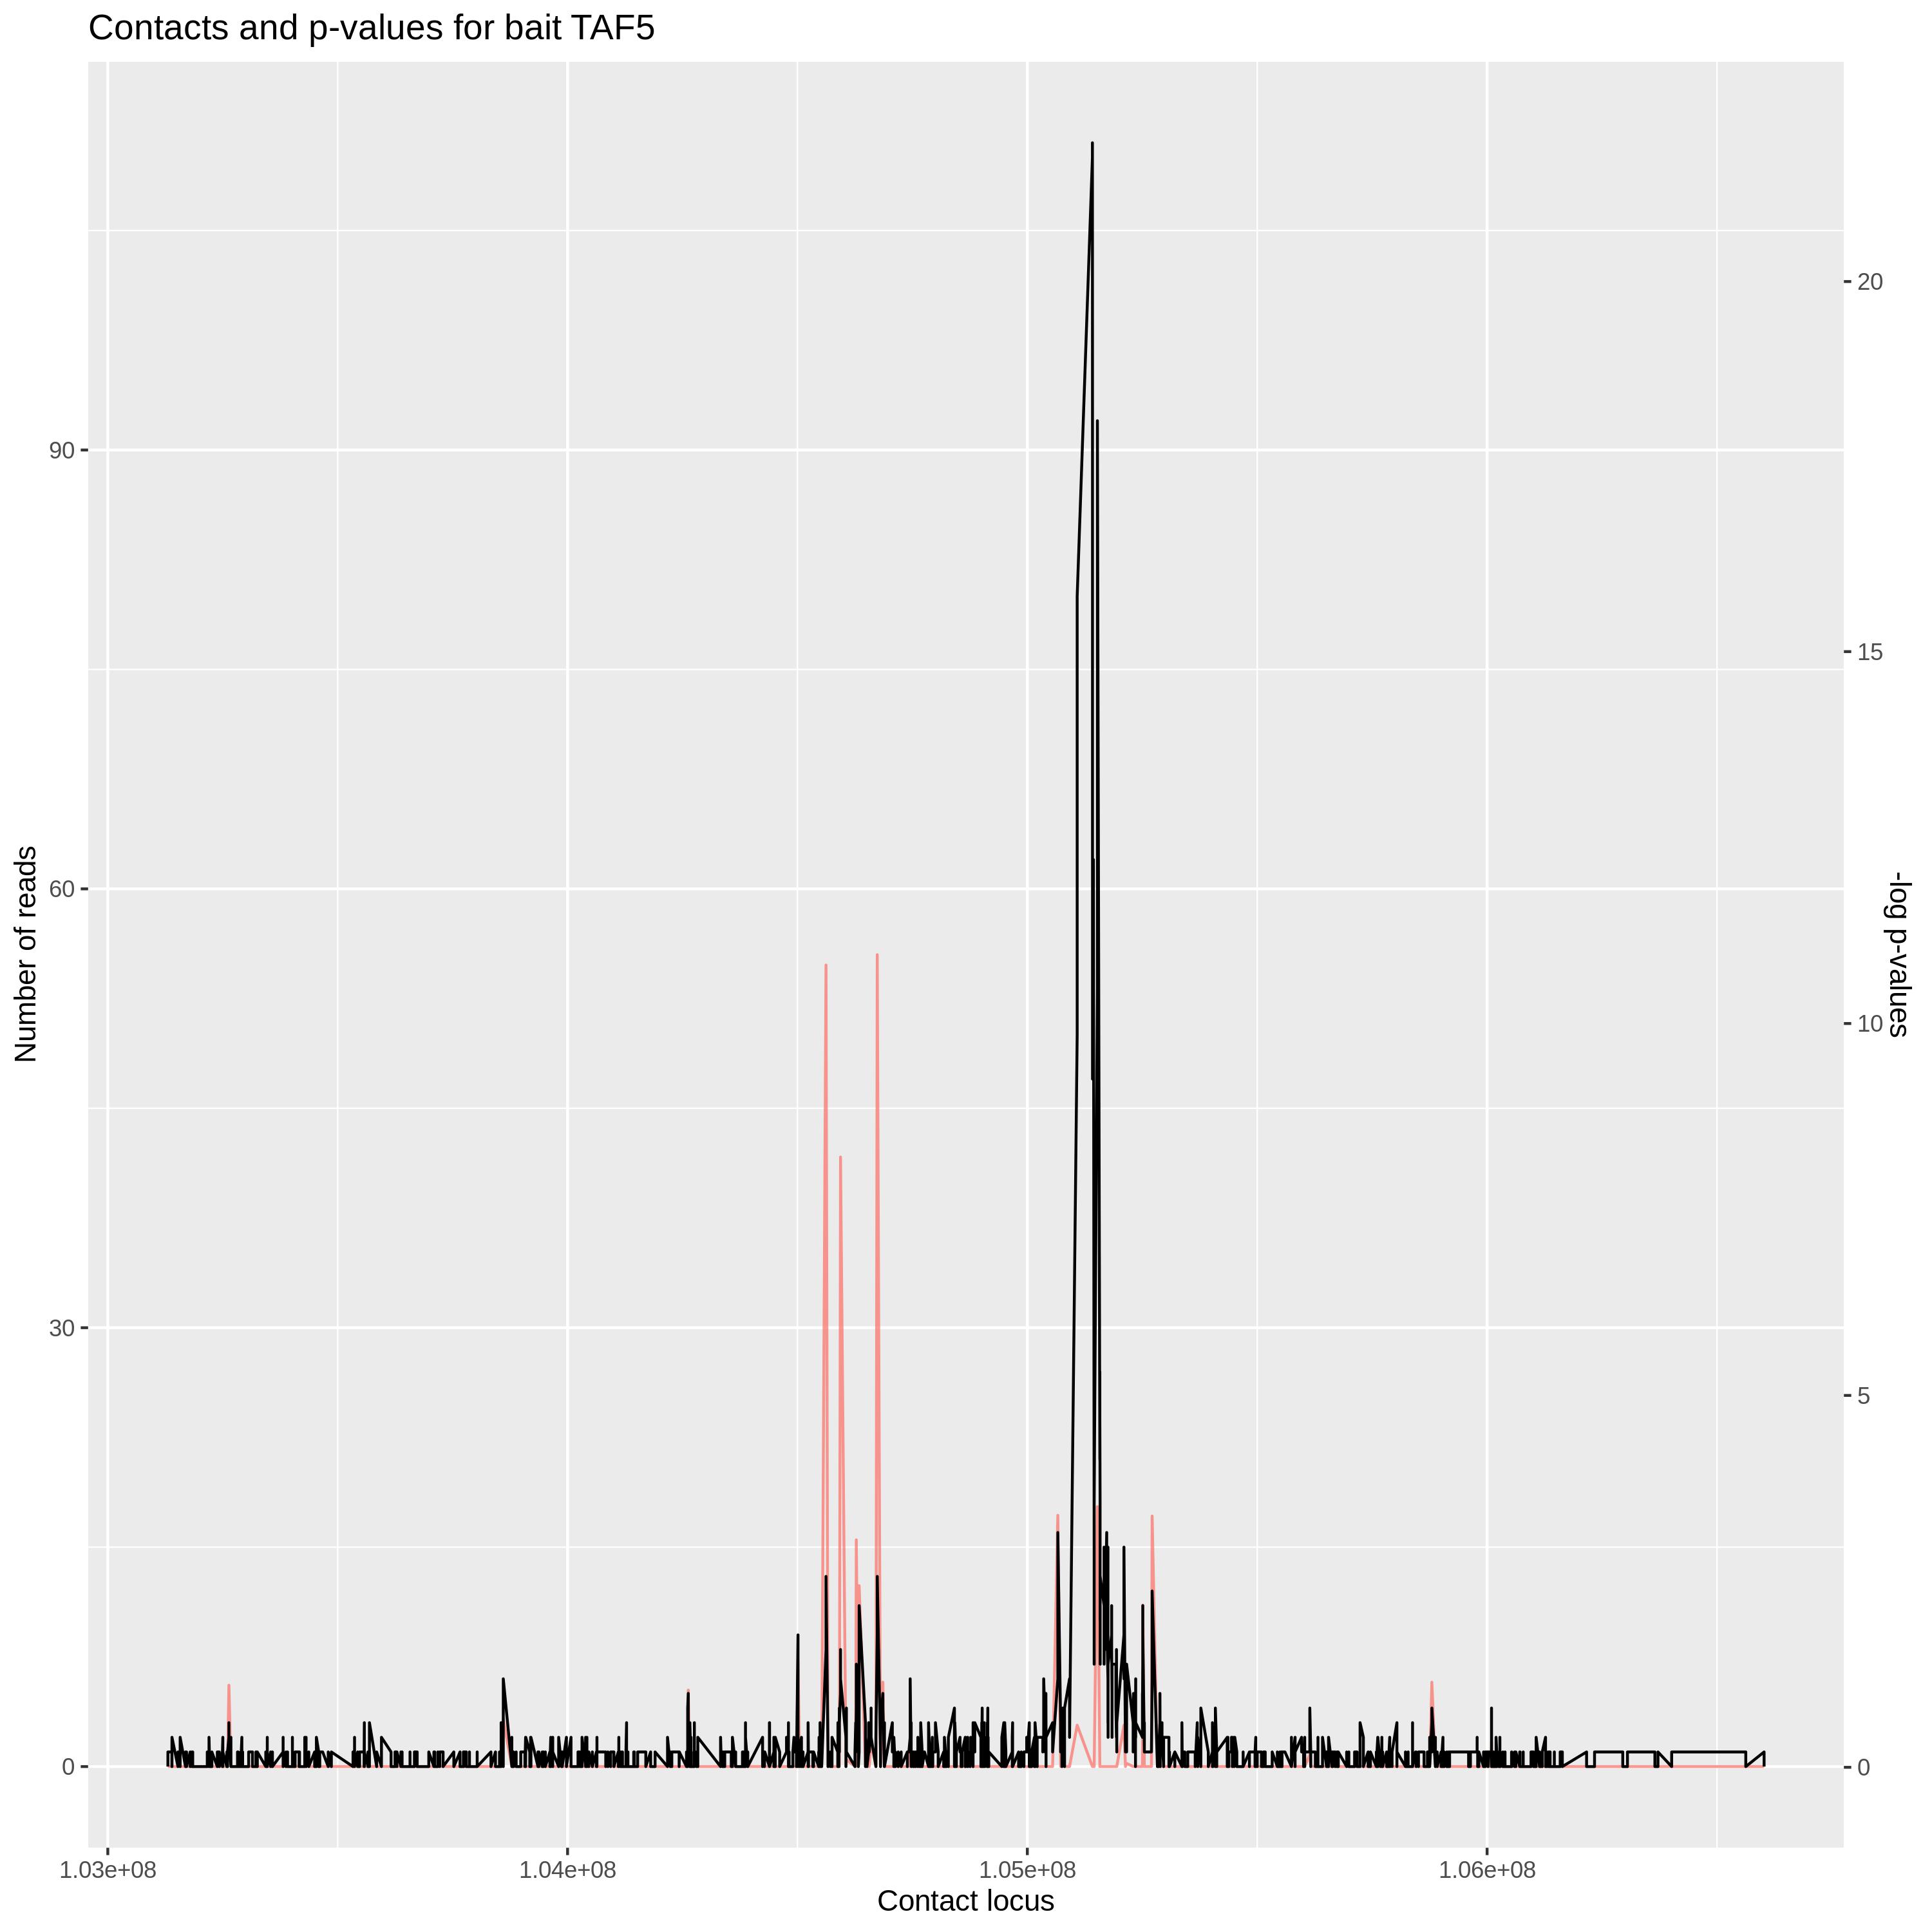 Contacts and p-values for bait TAF5
Number of reads
90
60
30
0
20
15
10
5
0
-log p-values
1.03e+08
1.04e+08
1.05e+08
1.06e+08
Contact locus